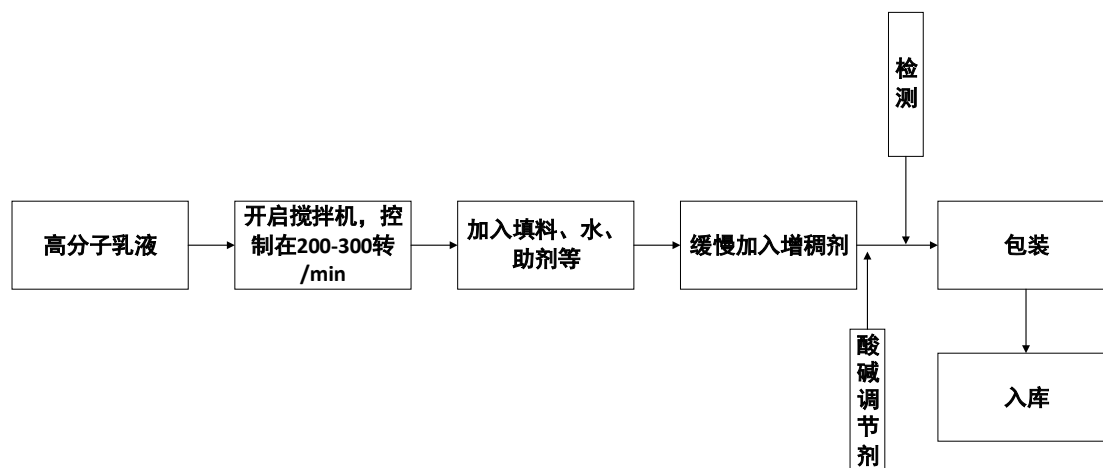 检
测
高分子乳液
开启搅拌机，控
制在200-300转
/min
加入填料、水、
助剂等
缓慢加入增稠剂
包装
酸
碱
调
节
剂
入库